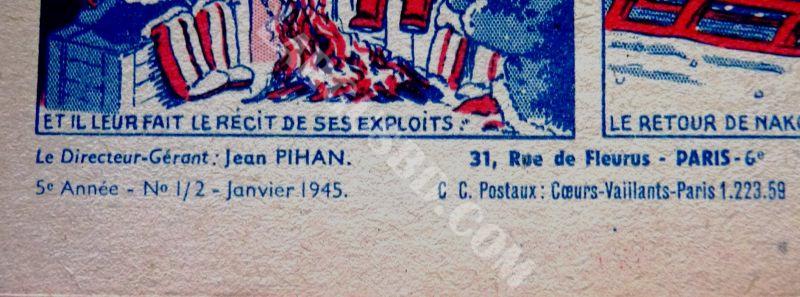 ET IL LEUR FAIT LE RÉCIT DE SES EXPLOITS.
LE RETOUR DE NAK
Le Directeur-Gérant: Jean PIHAN.
31, Rue de Fleurus - PARIS-6e
5e Année - No 1/2 - Janvier 1945.
C C. Postaux: Cœurs-Vaillants-Paris 1.223.59